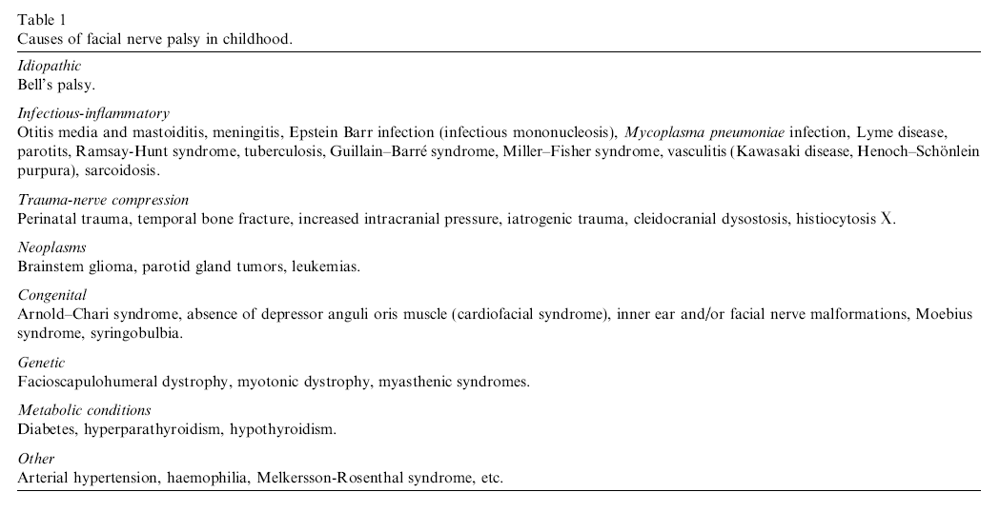 Table 1
Causes of facial nerve palsy in childhood.
Idiopathic
Bell's palsy.
Infectious-inflammatory
Otitis media and mastoiditis, meningitis, Epstein Barr infection (infectious mononucleosis), Mycoplasma pneumoniae infection, Lyme disease,
parotits, Ramsay-Hunt syndrome, tuberculosis, Guillain–Barré syndrome, Miller–Fisher syndrome, vasculitis (Kawasaki disease, Henoch–Schönlein
purpura), sarcoidosis.
Trauma-nerve compression
Perinatal trauma, temporal bone fracture, increased intracranial pressure, iatrogenic trauma, cleidocranial dysostosis, histiocytosis X.
Neoplasms
Brainstem glioma, parotid gland tumors, leukemias.
Congenital
Arnold–Chari syndrome, absence of depressor anguli oris muscle (cardiofacial syndrome), inner ear and/or facial nerve malformations, Moebius
syndrome, syringobulbia.
Genetic
Facioscapulohumeral dystrophy, myotonic dystrophy, myasthenic syndromes.
Metabolic conditions
Diabetes, hyperparathyroidism, hypothyroidism.
Other
Arterial hypertension, haemophilia, Melkersson-Rosenthal syndrome, etc.